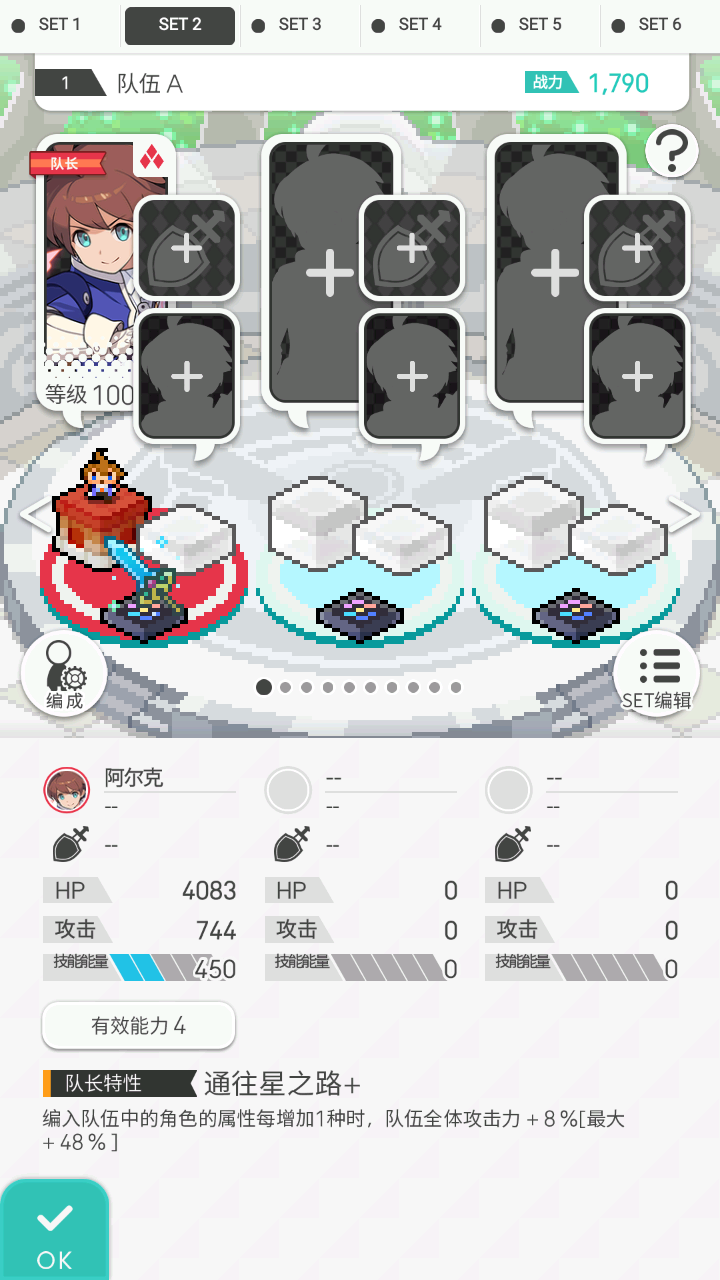 SET 1
SET 2
SET 3
SET 4
SET 5
SET 6
1
队伍 A
战力
1,790
队长
?
等级 100
编成
SET编辑
阿尔克
--
--
--
--
--
--
--
--
HP
4083
HP
0
HP
0
攻击
744
攻击
0
攻击
0
技能能量
450
技能能量
0
技能能量
0
有效能力 4
队长特性
通往星之路+
编入队伍中的角色的属性每增加1种时，队伍全体攻击力 + 8 %[最大
+ 48 % ]
OK